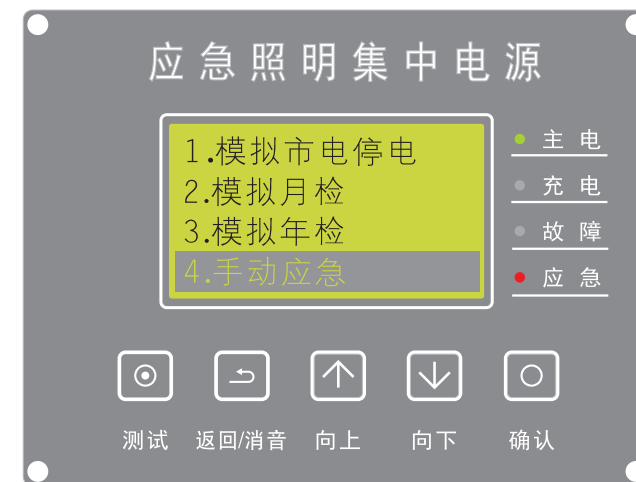 应急照明集中电源
1.模拟市电停电
2.模拟月检
3.模拟年检
4.手动应急
主电
充电
故障
应急
测试 返回/消音 向上 向下 确认